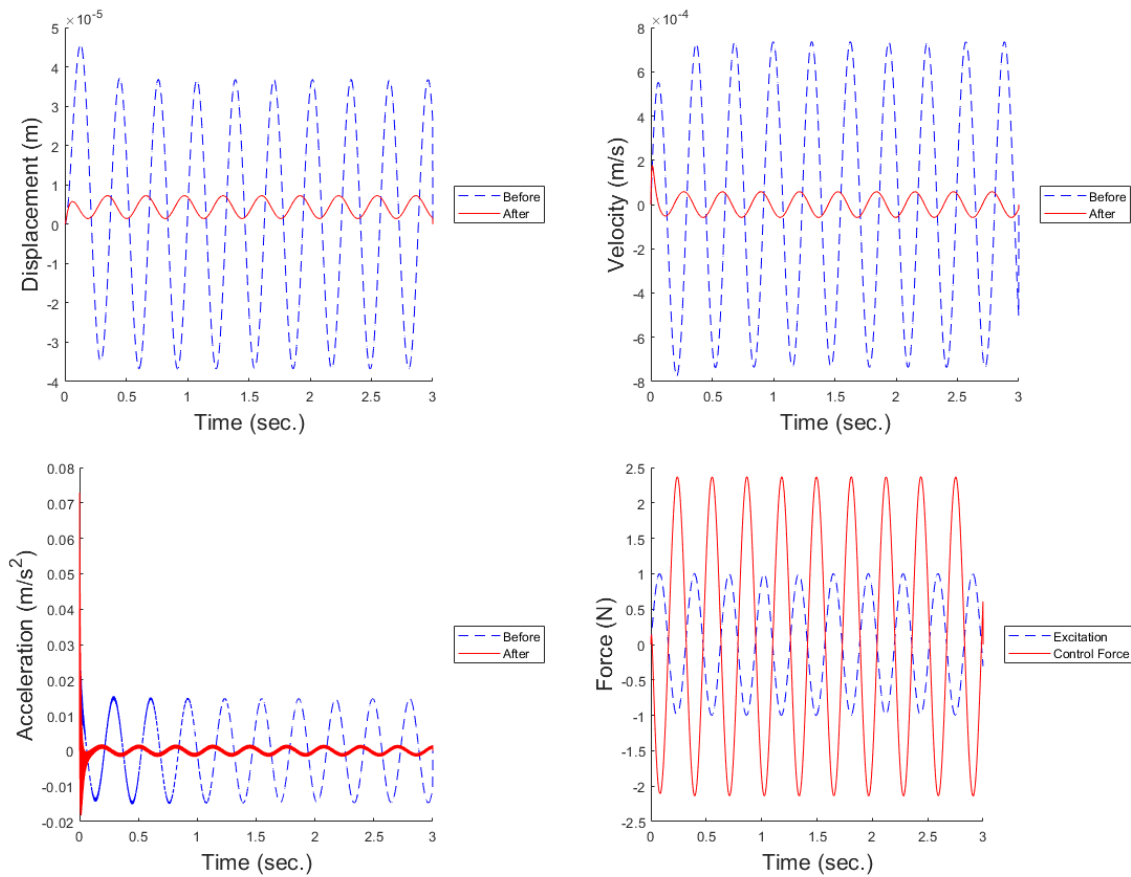 ×10⁻⁵
5
4
3
2
1
0
-1
-2
-3
-4
Displacement (m)
0 0.5 1 1.5 2 2.5 3
Time (sec.)
Before
After
×10⁻⁴
8
6
4
2
0
-2
-4
-6
-8
Velocity (m/s)
0 0.5 1 1.5 2 2.5 3
Time (sec.)
Before
After
0.08
0.07
0.06
0.05
0.04
0.03
0.02
0.01
0
-0.01
-0.02
Acceleration (m/s²)
0 0.5 1 1.5 2 2.5 3
Time (sec.)
Before
After
2.5
2
1.5
1
0.5
0
-0.5
-1
-1.5
-2
-2.5
Force (N)
0 0.5 1 1.5 2 2.5 3
Time (sec.)
Excitation
Control Force